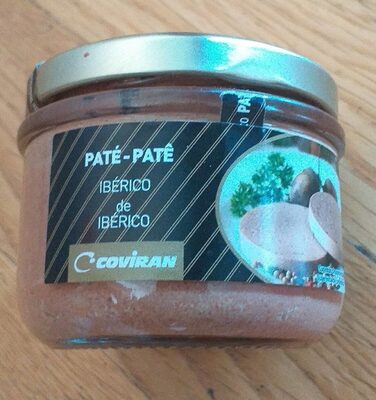 PATÉ - PATÊ
IBÉRICO
de
IBÉRICO
COVIRAN